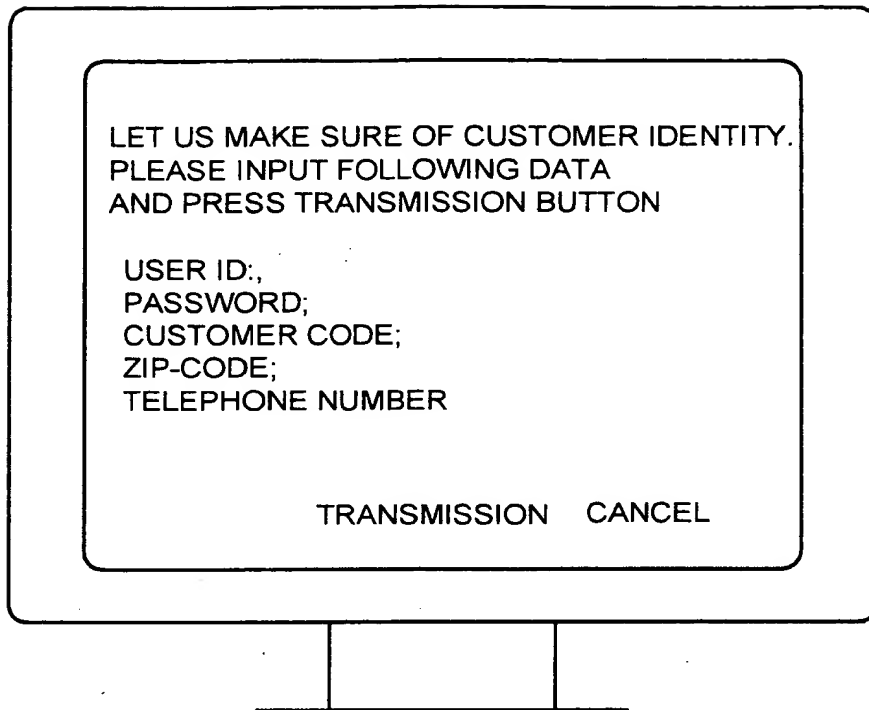 LET US MAKE SURE OF CUSTOMER IDENTITY.
PLEASE INPUT FOLLOWING DATA
AND PRESS TRANSMISSION BUTTON
USER ID:,
PASSWORD;
CUSTOMER CODE;
ZIP-CODE;
TELEPHONE NUMBER
TRANSMISSION CANCEL